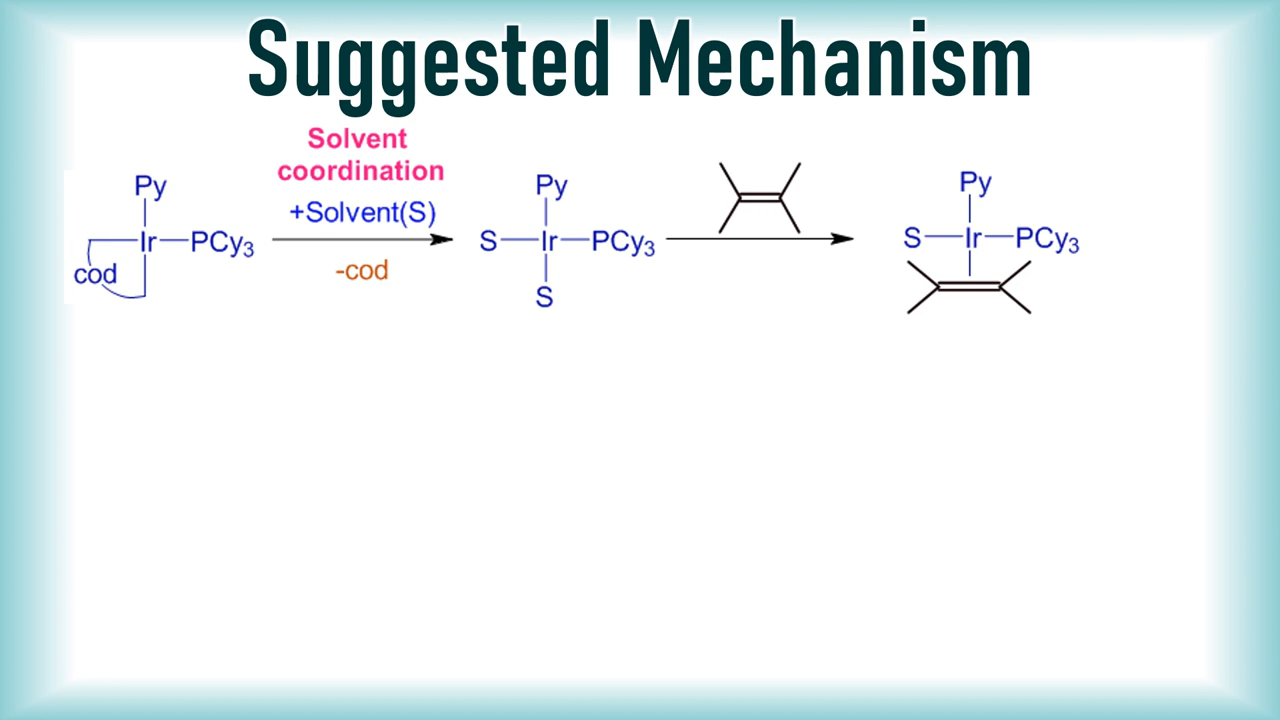 Suggested Mechanism
Solvent
coordination
+Solvent(S)
-cod
Py
Ir PCy3
cod
Py
S Ir PCy3
S
Py
S Ir PCy3